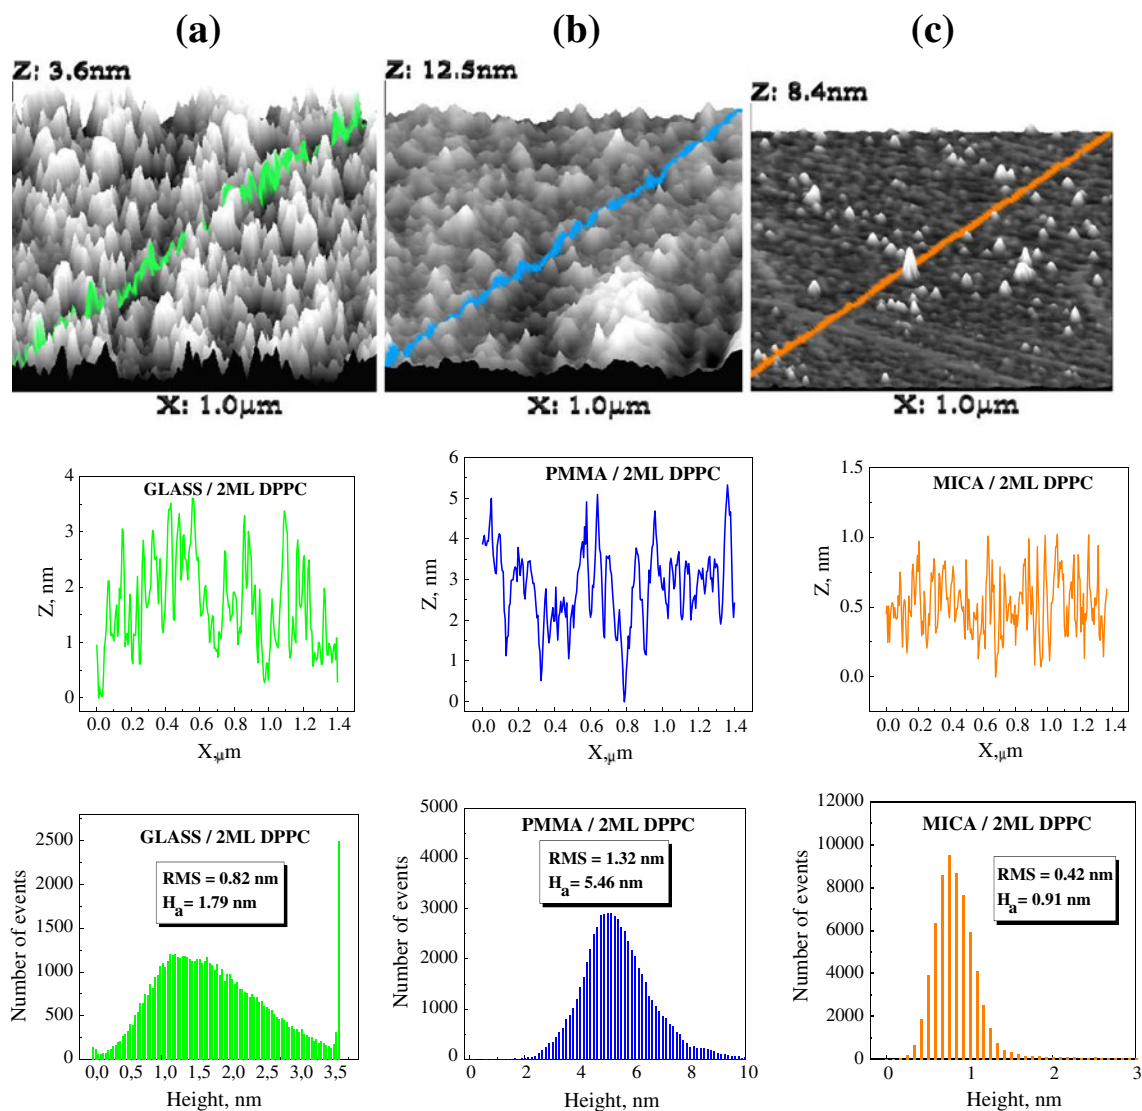 (a)
(b)
(c)
Z: 3.6nm
Z: 12.5nm
Z: 8.4nm
X: 1.0μm
X: 1.0μm
X: 1.0μm
GLASS / 2ML DPPC
Z, nm
4
3
2
1
0
0.0 0.2 0.4 0.6 0.8 1.0 1.2 1.4
X,μm
PMMA / 2ML DPPC
Z, nm
6
5
4
3
2
1
0
0.0 0.2 0.4 0.6 0.8 1.0 1.2 1.4
X,μm
MICA / 2ML DPPC
Z, nm
1.5
1.0
0.5
0.0
0.0 0.2 0.4 0.6 0.8 1.0 1.2 1.4
X,μm
GLASS / 2ML DPPC
RMS = 0.82 nm
Ha= 1.79 nm
Number of events
2500
2000
1500
1000
500
0
0,0 0,5 1,0 1,5 2,0 2,5 3,0 3,5
Height, nm
PMMA / 2ML DPPC
RMS = 1.32 nm
Ha= 5.46 nm
Number of events
5000
4000
3000
2000
1000
0
0 2 4 6 8 10
Height, nm
MICA / 2ML DPPC
RMS = 0.42 nm
Ha= 0.91 nm
Number of events
12000
10000
8000
6000
4000
2000
0
0 1 2 3
Height, nm